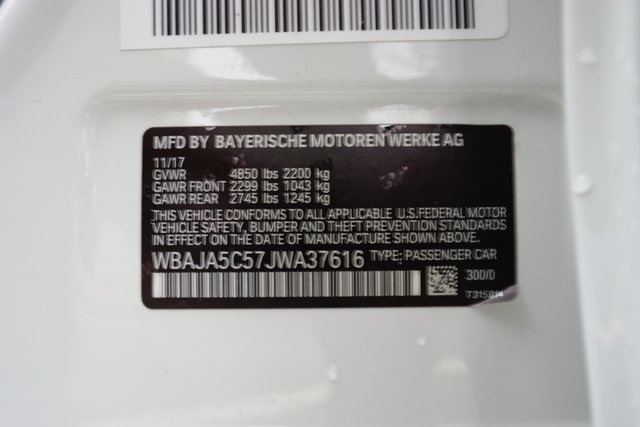 MFD BY BAYERISCHE MOTOREN WERKE AG
11/17
GVWR 4850 lbs 2200 kg
GAWR FRONT 2299 lbs 1043 kg
GAWR REAR 2745 lbs 1245 kg
THIS VEHICLE CONFORMS TO ALL APPLICABLE U.S.FEDERAL MOTOR
VEHICLE SAFETY, BUMPER, AND THEFT PREVENTION STANDARDS
IN EFFECT ON THE DATE OF MANUFACTURE SHOWN ABOVE.
WBAJA5C57JWA37616 TYPE: PASSENGER CAR
300/0